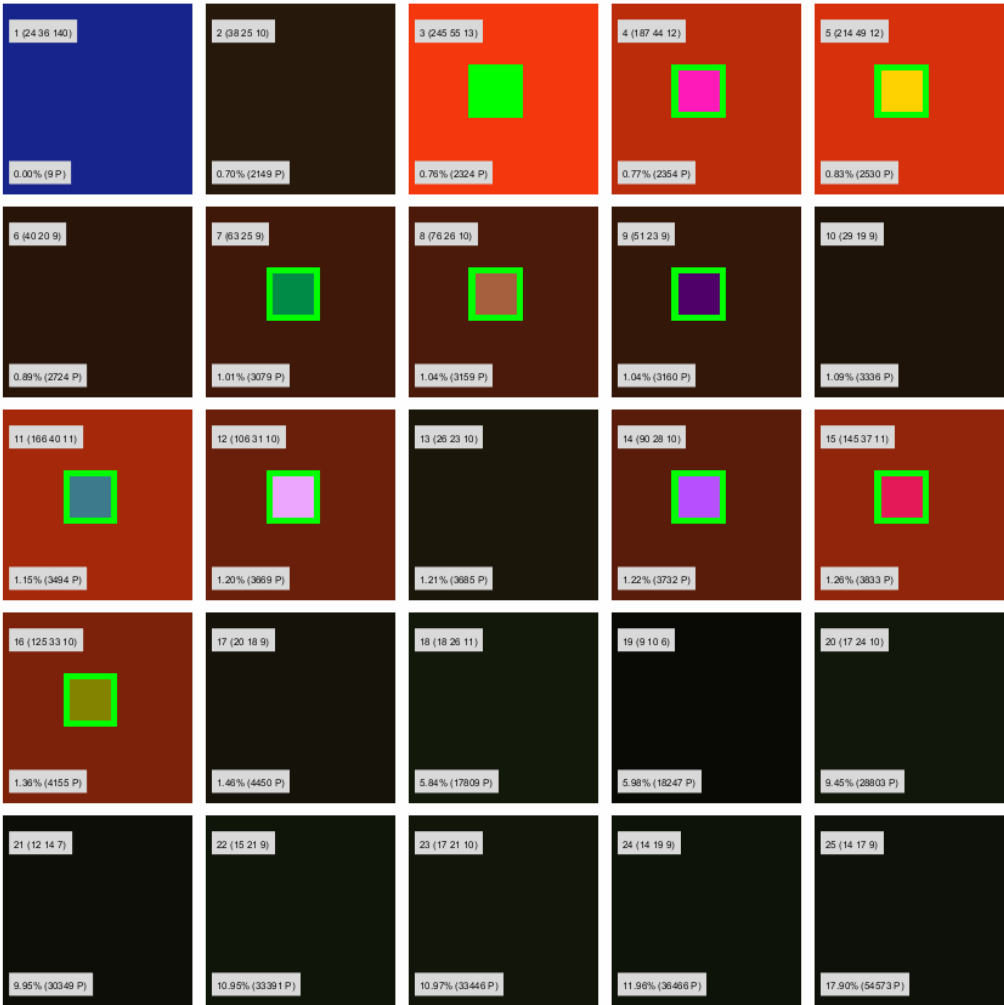 1 (24 36 140)
2 (38 25 10)
3 (245 55 13)
4 (187 44 12)
5 (214 49 12)
0.00% (9 P)
0.70% (2149 P)
0.76% (2324 P)
0.77% (2354 P)
0.83% (2530 P)
6 (40 20 9)
7 (63 25 9)
8 (76 26 10)
9 (51 23 9)
10 (29 19 9)
0.89% (2724 P)
1.01% (3079 P)
1.04% (3159 P)
1.04% (3160 P)
1.09% (3336 P)
11 (166 40 11)
12 (106 31 10)
13 (26 23 10)
14 (90 28 10)
15 (145 37 11)
1.15% (3494 P)
1.20% (3669 P)
1.21% (3685 P)
1.22% (3732 P)
1.26% (3833 P)
16 (125 33 10)
17 (20 18 9)
18 (18 26 11)
19 (9 10 6)
20 (17 24 10)
1.36% (4155 P)
1.46% (4450 P)
5.84% (17809 P)
5.98% (18247 P)
9.45% (28803 P)
21 (12 14 7)
22 (15 21 9)
23 (17 21 10)
24 (14 19 9)
25 (14 17 9)
9.95% (30349 P)
10.95% (33391 P)
10.97% (33446 P)
11.96% (36466 P)
17.90% (54573 P)